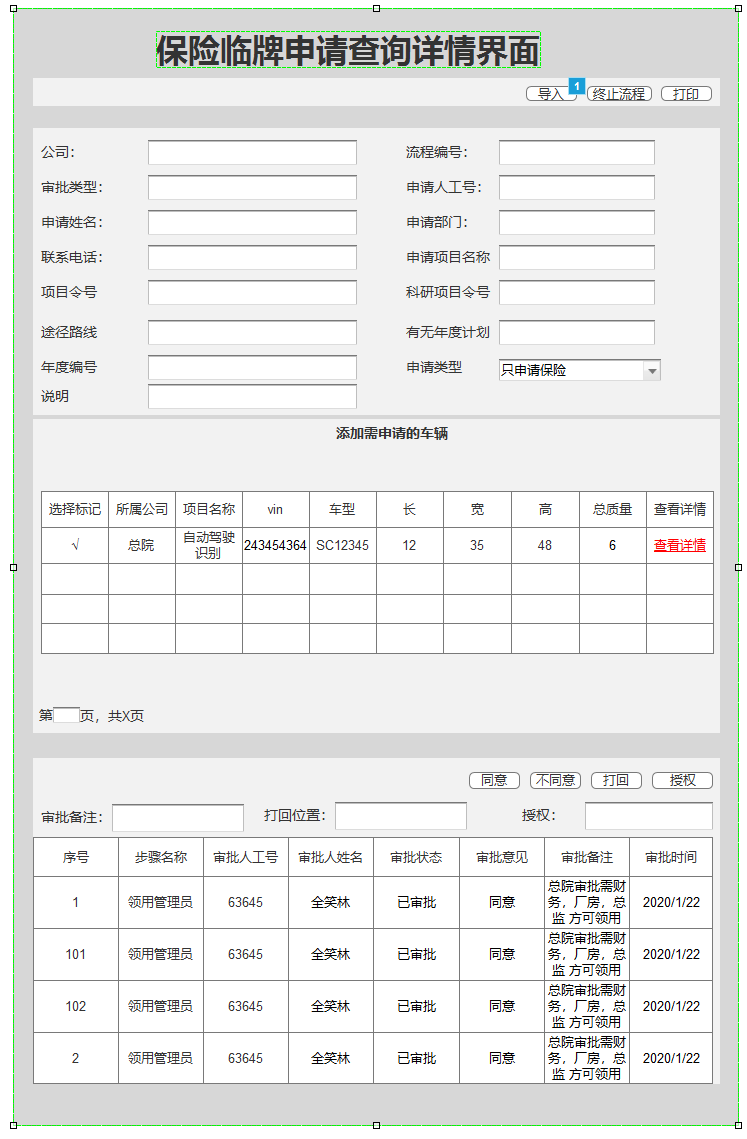 保险临牌申请查询详情界面
导入 1 终止流程 打印
公司： 流程编号：
审批类型： 申请人工号：
申请姓名： 申请部门：
联系电话： 申请项目名称
项目令号 科研项目令号
途径路线 有无年度计划
年度编号 申请类型 只申请保险
说明
添加需申请的车辆
选择标记 所属公司 项目名称 vin 车型 长 宽 高 总质量 查看详情
√ 总院 自动驾驶 243454364 SC12345 12 35 48 6 查看详情
识别
第 页，共X页
同意 不同意 打回 授权
审批备注： 打回位置： 授权：
序号 步骤名称 审批人工号 审批人姓名 审批状态 审批意见 审批备注 审批时间
总院审批需财
1 领用管理员 63645 全笑林 已审批 同意 务，厂房，总 2020/1/22
监 方可领用
总院审批需财
101 领用管理员 63645 全笑林 已审批 同意 务，厂房，总 2020/1/22
监 方可领用
总院审批需财
102 领用管理员 63645 全笑林 已审批 同意 务，厂房，总 2020/1/22
监 方可领用
总院审批需财
2 领用管理员 63645 全笑林 已审批 同意 务，厂房，总 2020/1/22
监 方可领用